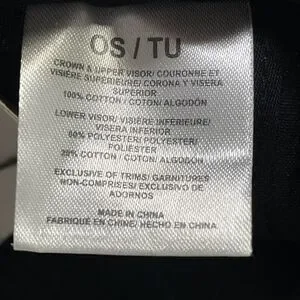 OS / TU
CROWN & UPPER VISOR/ COURONNE ET
VISIÈRE SUPÉRIEURE/ CORONA Y VISERA
SUPERIOR
100% COTTON / COTON/ ALGODÓN
LOWER VISOR/ VISIÈRE INFÉRIEURE/
VISERA INFERIOR
POLYESTER/ POLYESTER/
POLIESTER
COTTON / COTON/ ALGODÓN
EXCLUSIVE OF TRIMS/ GARNITURES
NON-COMPRISES/ EXCLUSIVO DE
ADORNOS
MADE IN CHINA
FABRIQUÉ EN CHINE/ HECHO EN CHINA